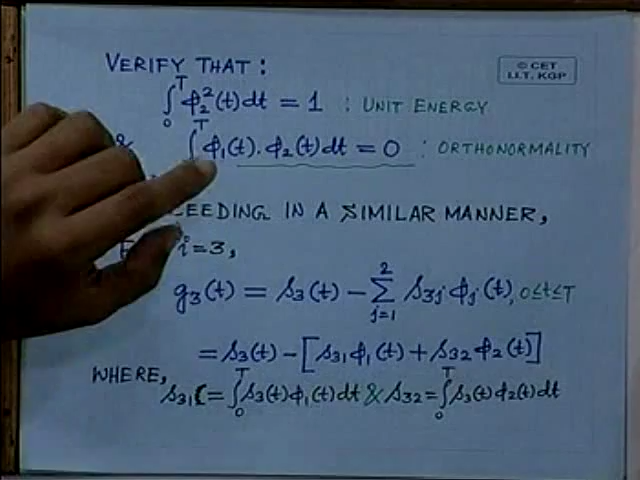 VERIFY THAT:
© CET
I.I.T. KGP
∫₀ᵀ ϕ₂²(t)dt = 1 : UNIT ENERGY
& ∫ᵀ ϕ₁(t).ϕ₂(t)dt = 0 : ORTHONORMALITY
CEEDING IN A SIMILAR MANNER,
i=3,
g₃(t) = s₃(t) − ∑ⱼ₌₁² s₃ⱼ ϕⱼ(t), 0≤t≤T
= s₃(t) − [s₃₁ ϕ₁(t) + s₃₂ ϕ₂(t)]
WHERE,
s₃₁ = ∫₀ᵀ s₃(t)ϕ₁(t)dt & s₃₂ = ∫₀ᵀ s₃(t)ϕ₂(t)dt